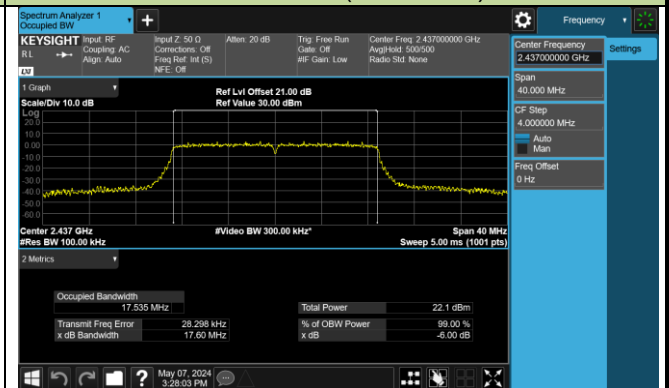 Spectrum Analyzer 1
Occupied BW
Frequency
KEYSIGHT
R L
LXI
Input: RF
Coupling: AC
Align: Auto
Input Z: 50 Ω
Corrections: Off
Freq Ref: Int (S)
NFE: Off
Atten: 20 dB
Trig: Free Run
Gate: Off
#IF Gain: Low
Center Freq: 2.437000000 GHz
Avg|Hold: 500/500
Radio Std: None
Center Frequency
2.437000000 GHz
Settings
Span
40.000 MHz
CF Step
4.000000 MHz
Auto
Man
Freq Offset
0 Hz
1 Graph
Scale/Div 10.0 dB
Ref Lvl Offset 21.00 dB
Ref Value 30.00 dBm
Log
20.0
10.0
0.00
-10.0
-20.0
-30.0
-40.0
-50.0
-60.0
Center 2.437 GHz
#Video BW 300.00 kHz*
Span 40 MHz
#Res BW 100.00 kHz
Sweep 5.00 ms (1001 pts)
2 Metrics
Occupied Bandwidth
17.535 MHz
Total Power 22.1 dBm
Transmit Freq Error 28.298 kHz
% of OBW Power 99.00 %
x dB Bandwidth 17.60 MHz
x dB -6.00 dB
May 07, 2024
3:28:03 PM